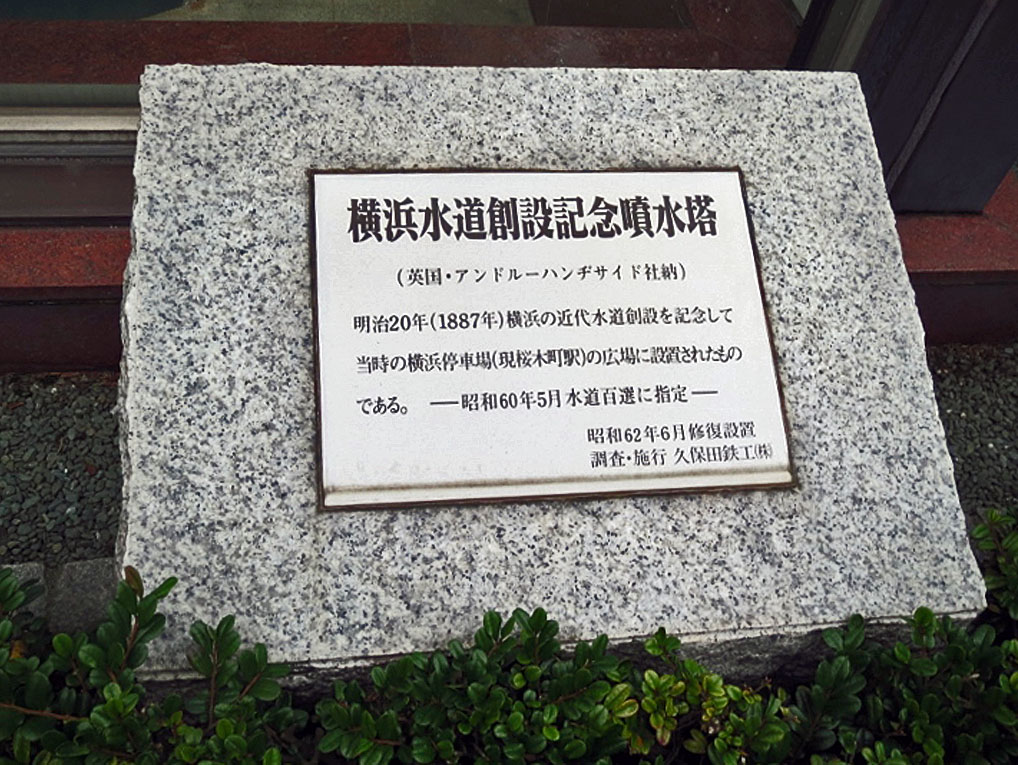 横浜水道創設記念噴水塔
(英国・アンドルーハンヂサイド社納)
明治20年(1887年)横浜の近代水道創設を記念して
当時の横浜停車場(現桜木町駅)の広場に設置されたもの
である。 ー昭和60年5月水道百選に指定ー
昭和62年6月修復設置
調査・施行 久保田鉄工㈱